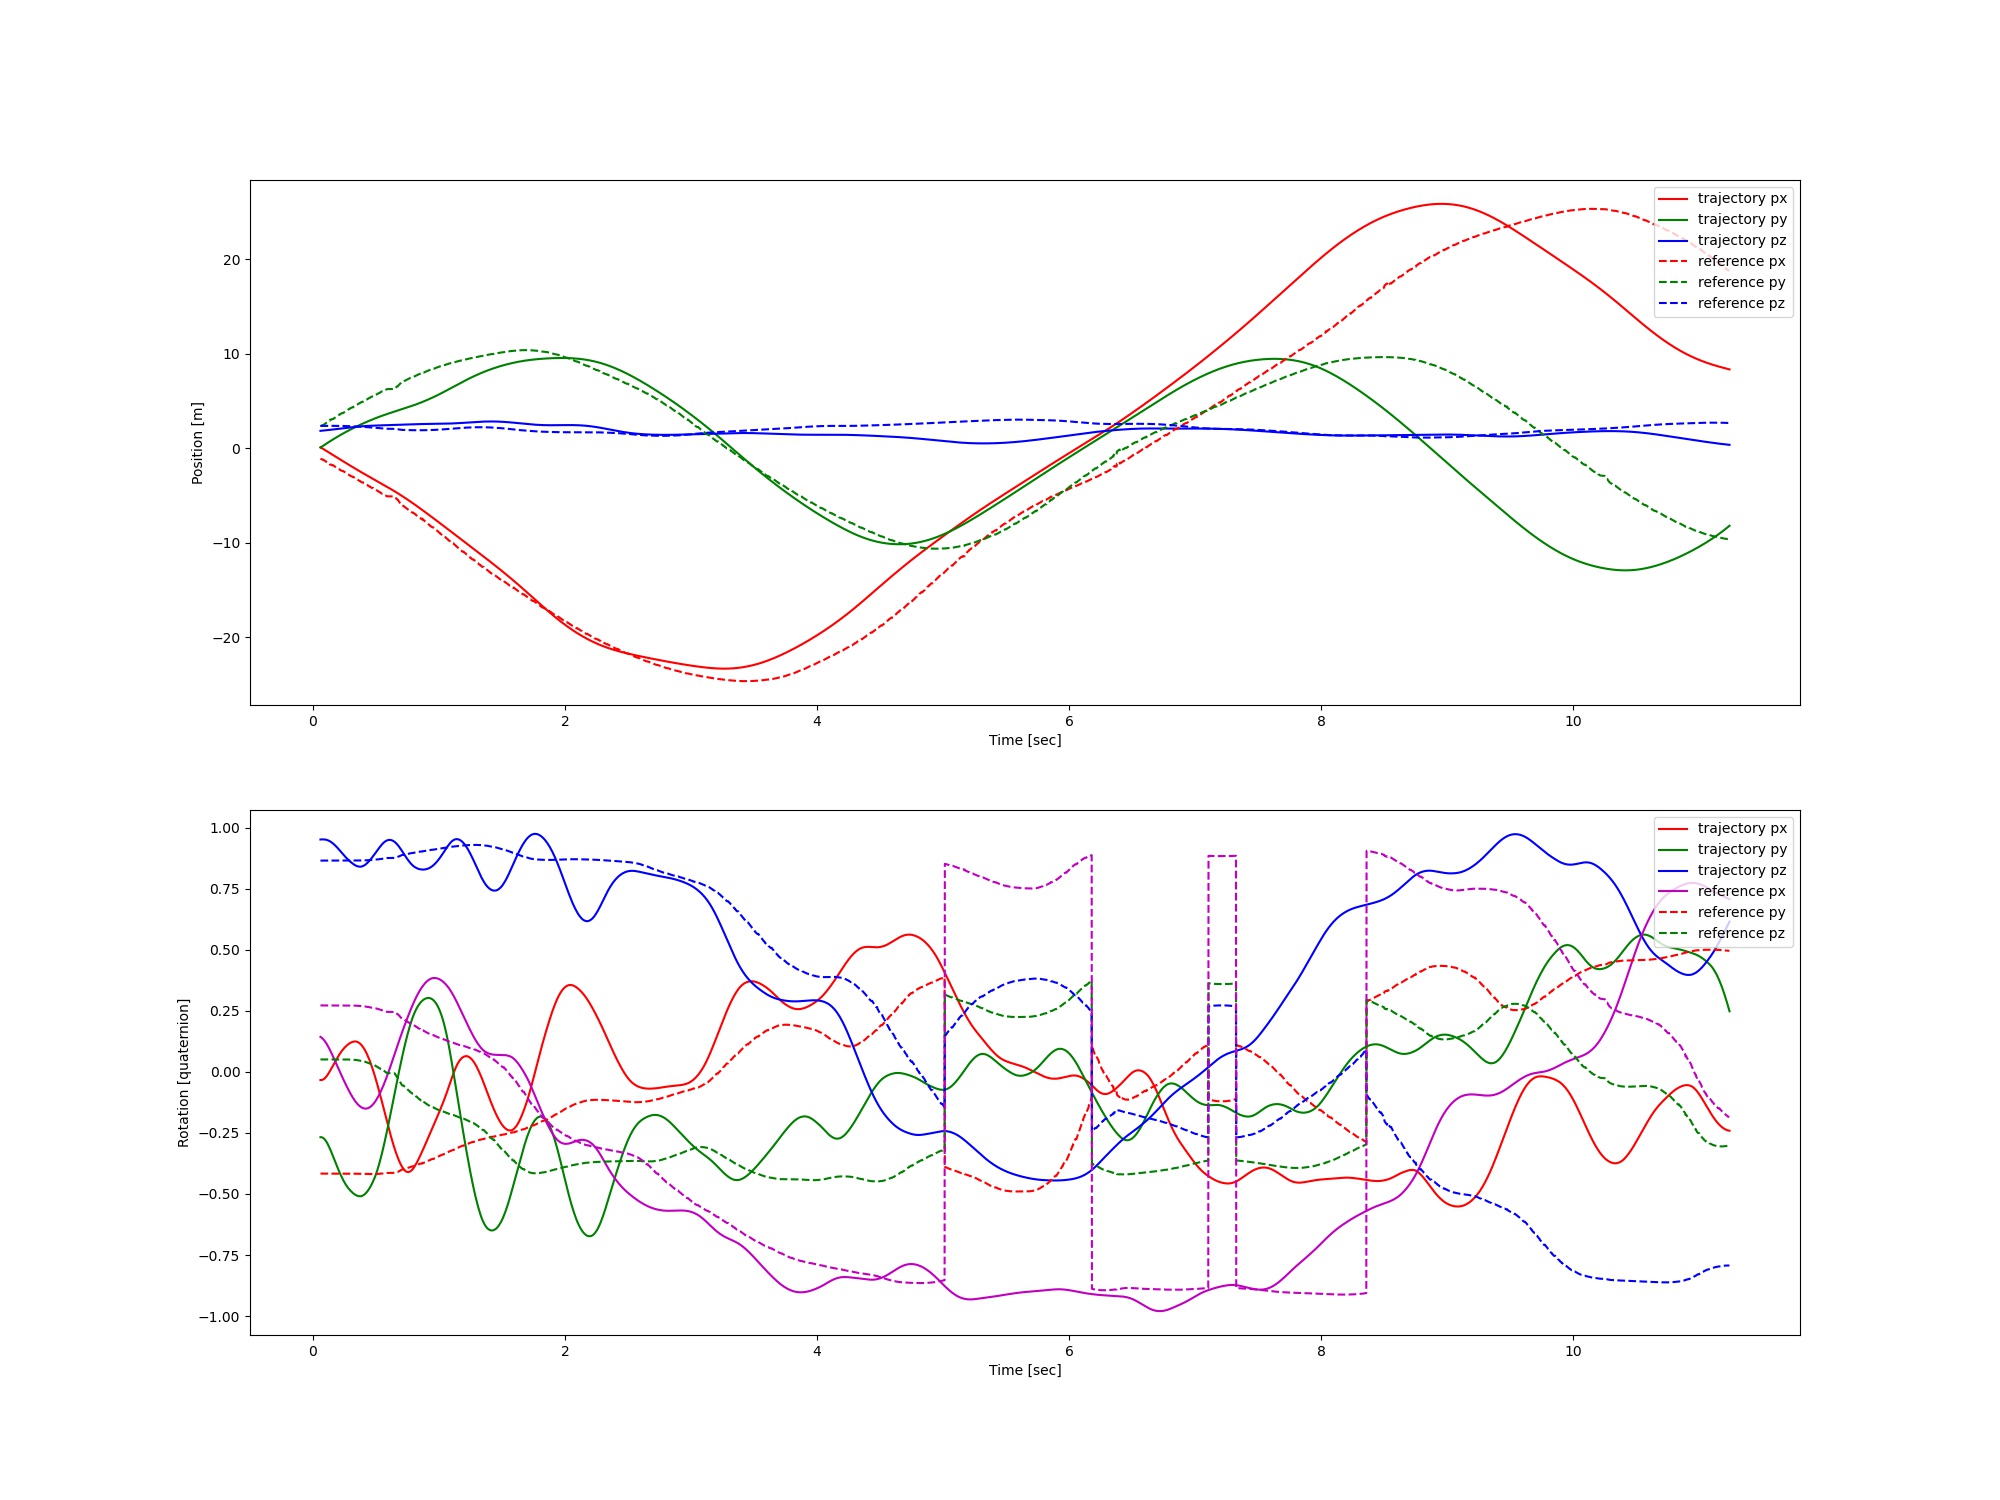 trajectory px
trajectory py
trajectory pz
reference px
reference py
reference pz
20
10
0
−10
−20
Position [m]
0 2 4 6 8 10
Time [sec]
trajectory px
trajectory py
trajectory pz
reference px
reference py
reference pz
1.00
0.75
0.50
0.25
0.00
−0.25
−0.50
−0.75
−1.00
Rotation [quaternion]
0 2 4 6 8 10
Time [sec]